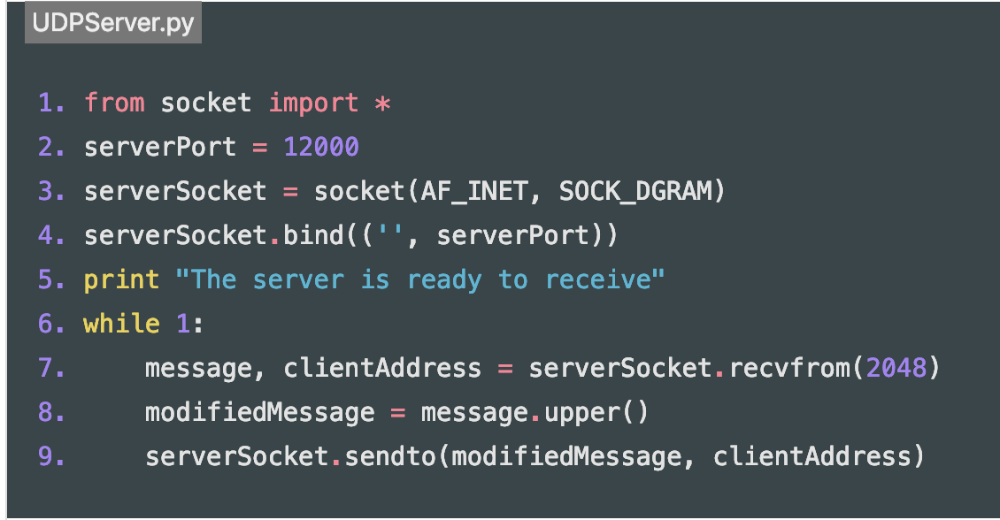 UDPServer.py
1. from socket import *
2. serverPort = 12000
3. serverSocket = socket(AF_INET, SOCK_DGRAM)
4. serverSocket.bind(('', serverPort))
5. print "The server is ready to receive"
6. while 1:
7.     message, clientAddress = serverSocket.recvfrom(2048)
8.     modifiedMessage = message.upper()
9.     serverSocket.sendto(modifiedMessage, clientAddress)